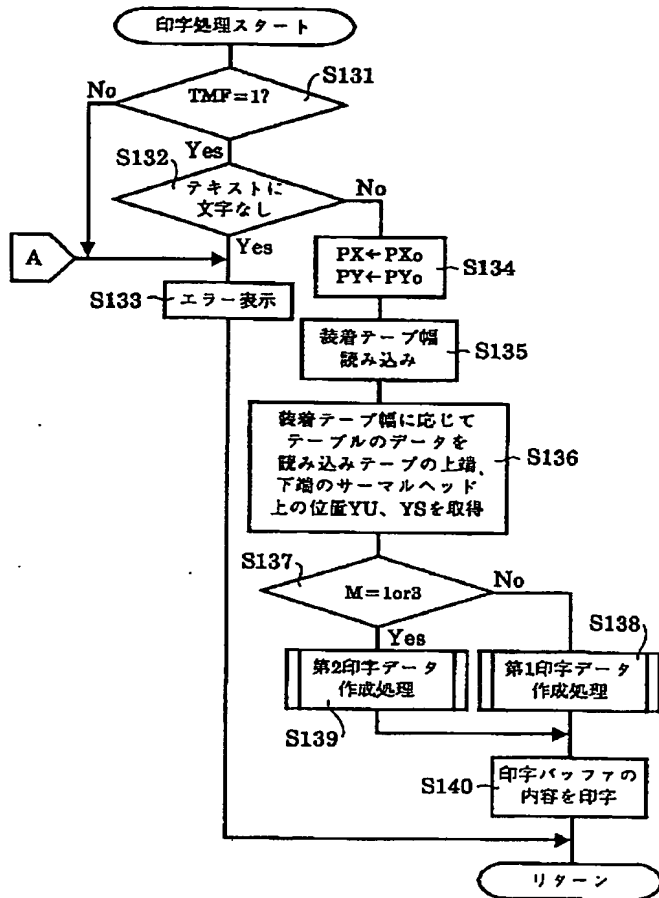 印字処理スタート
S131
No
TMF=1?
Yes
S132
テキストに
文字なし
No
Yes
A
PX←PX₀
PY←PY₀
S134
S133
エラー表示
装着テープ幅
読み込み
S135
装着テープ幅に応じて
テーブルのデータを
読み込みテープの上端、
下端のサーマルヘッド
上の位置YU、YSを取得
S136
S137
M=1or3
No
Yes
S138
第2印字データ
作成処理
第1印字データ
作成処理
S139
S140
印字バッファの
内容を印字
リターン